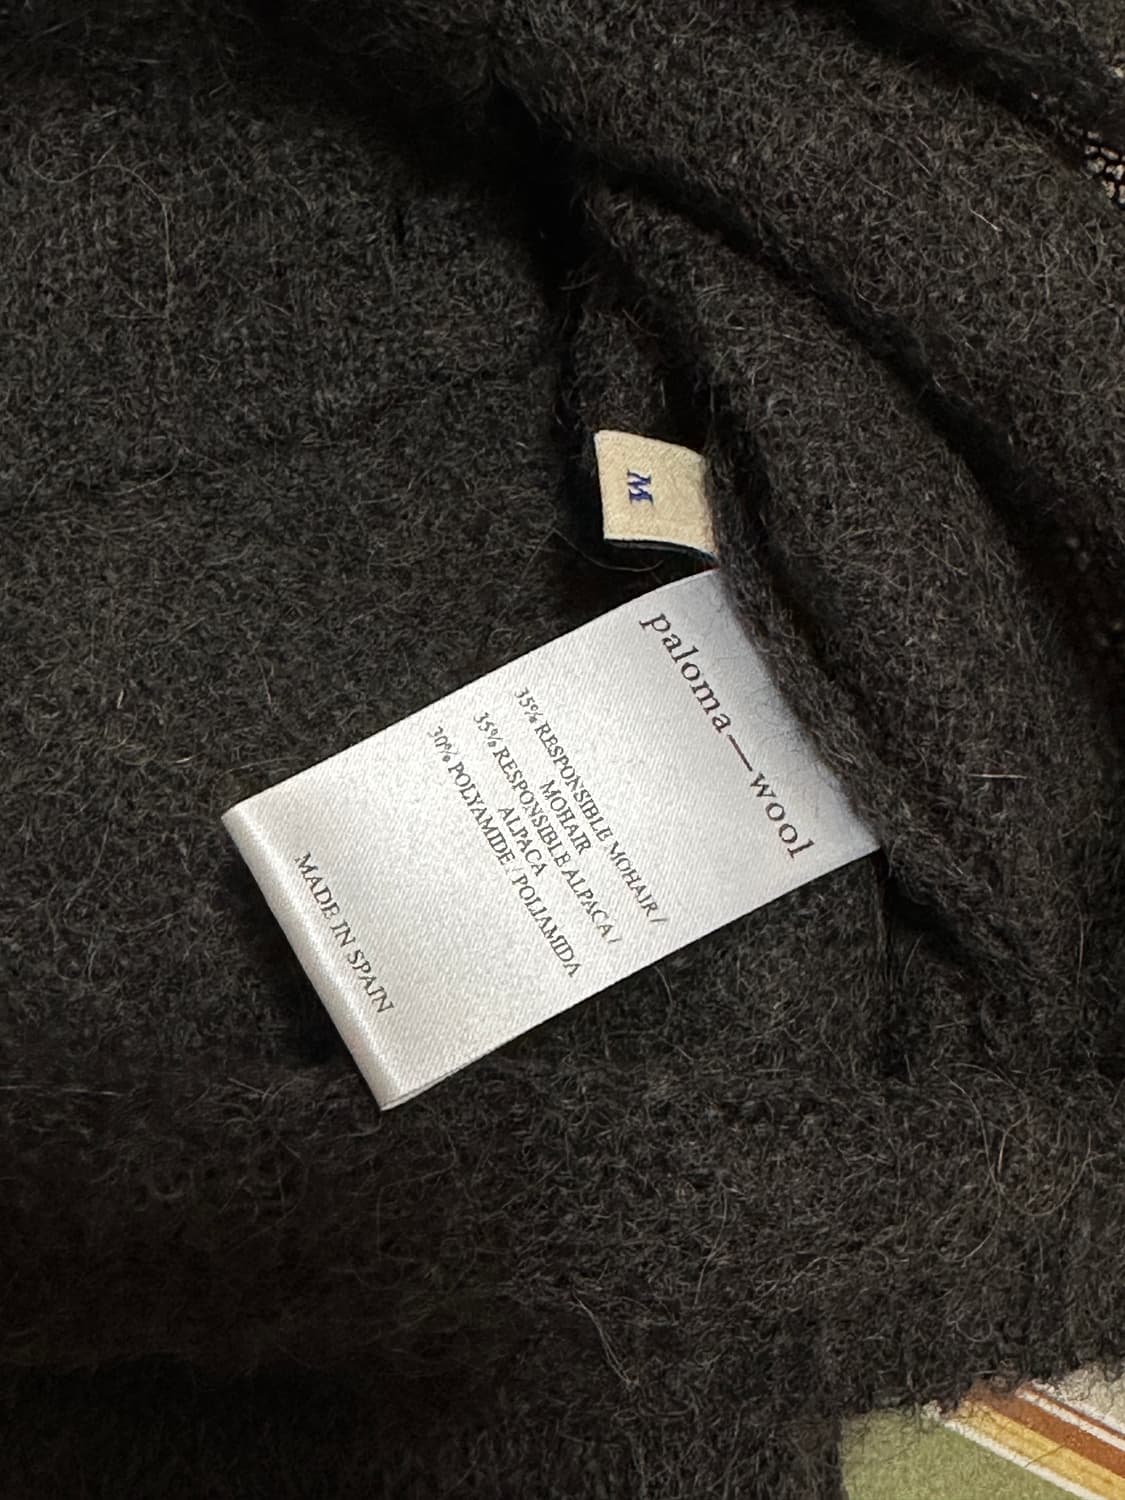 M
paloma—wool
35% RESPONSIBLE MOHAIR /
MOHAIR
35% RESPONSIBLE ALPACA /
ALPACA
30% POLYAMIDE / POLIAMIDA
MADE IN SPAIN